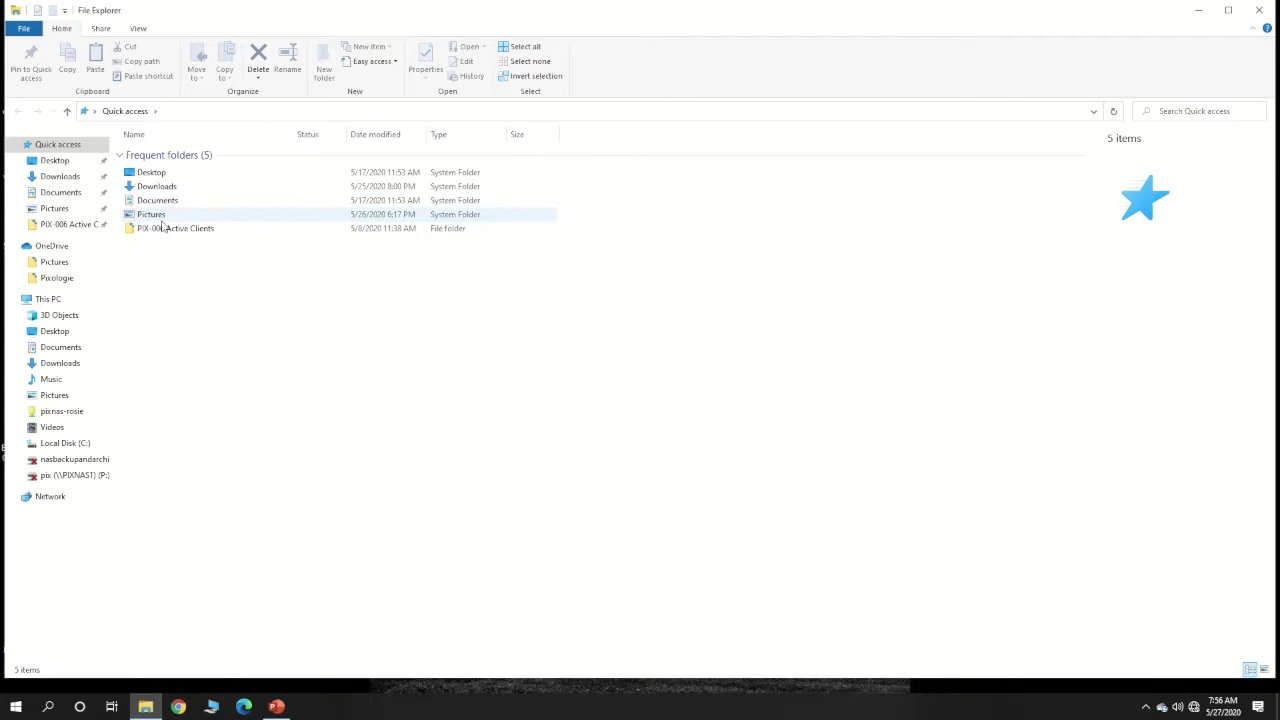 File Explorer
File Home Share View
Pin to Quick access
Copy
Paste
Cut
Copy path
Paste shortcut
Clipboard
Move to
Copy to
Delete
Rename
Organize
New folder
New item
Easy access
New
Properties
Open
Edit
History
Open
Select all
Select none
Invert selection
Select
Quick access
Search Quick access
Name Status Date modified Type Size
Frequent folders (5)
Desktop 5/17/2020 11:53 AM System Folder
Downloads 5/25/2020 8:00 PM System Folder
Documents 5/17/2020 11:53 AM System Folder
Pictures 5/26/2020 6:17 PM System Folder
PIX-006 Active Clients 5/8/2020 11:38 AM File folder
5 items
Quick access
Desktop
Downloads
Documents
Pictures
PIX-006 Active C
OneDrive
Pictures
Pixologie
This PC
3D Objects
Desktop
Documents
Downloads
Music
Pictures
pixnas-rosie
Videos
Local Disk (C:)
nasbackupandarchi
pix (\\PIXNAS1) (P:)
Network
5 items
7:56 AM
5/27/2020